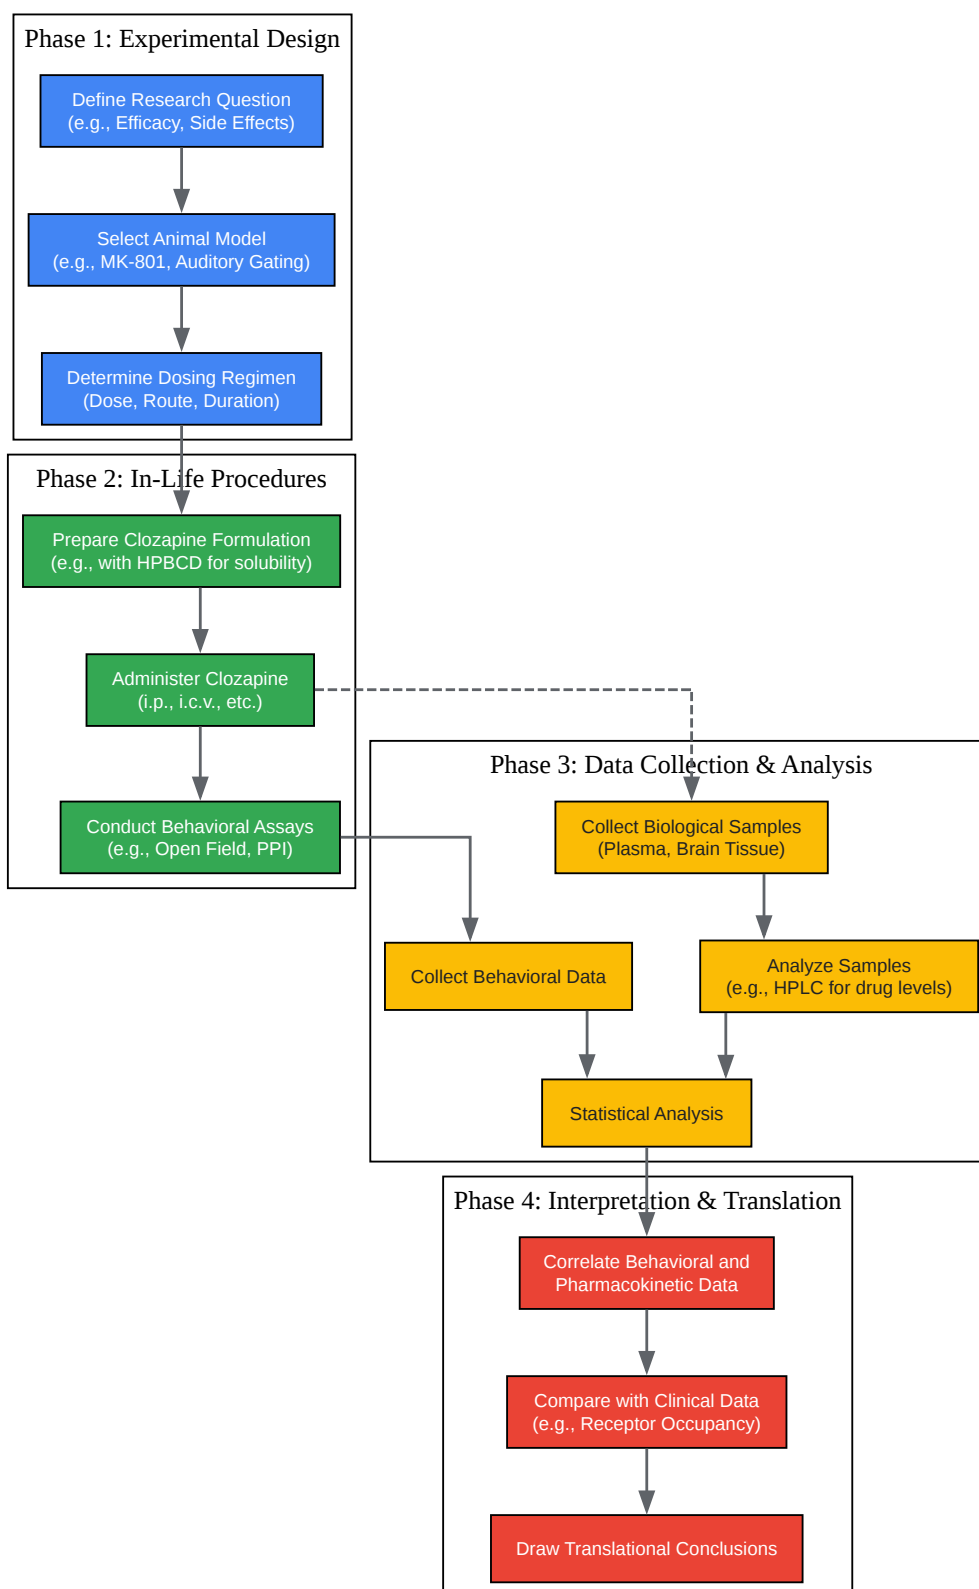 Phase 1: Experimental Design
Define Research Question
(e.g., Efficacy, Side Effects)
Select Animal Model
(e.g., MK-801, Auditory Gating)
Determine Dosing Regimen
(Dose, Route, Duration)
Phase 2: In-Life Procedures
Prepare Clozapine Formulation
(e.g., with HPBCD for solubility)
Administer Clozapine
(i.p., i.c.v., etc.)
Conduct Behavioral Assays
(e.g., Open Field, PPI)
Phase 3: Data Collection & Analysis
Collect Biological Samples
(Plasma, Brain Tissue)
Collect Behavioral Data
Analyze Samples
(e.g., HPLC for drug levels)
Statistical Analysis
Phase 4: Interpretation & Translation
Correlate Behavioral and
Pharmacokinetic Data
Compare with Clinical Data
(e.g., Receptor Occupancy)
Draw Translational Conclusions